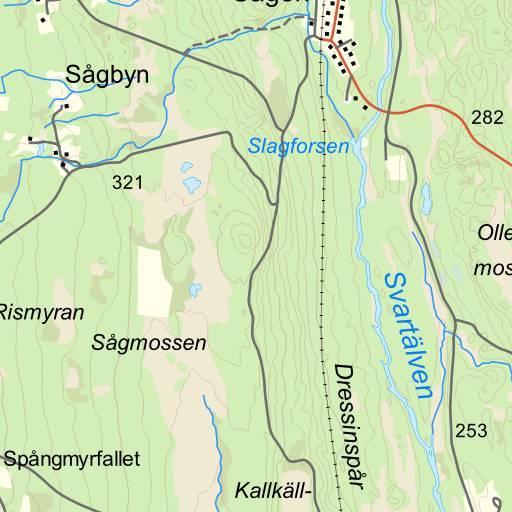 Sågbyn
282
Slagforsen
321
Olle
mos
Svartälven
Rismyran
Sågmossen
Dressinspår
253
Spångmyrfallet
Kallkäll-